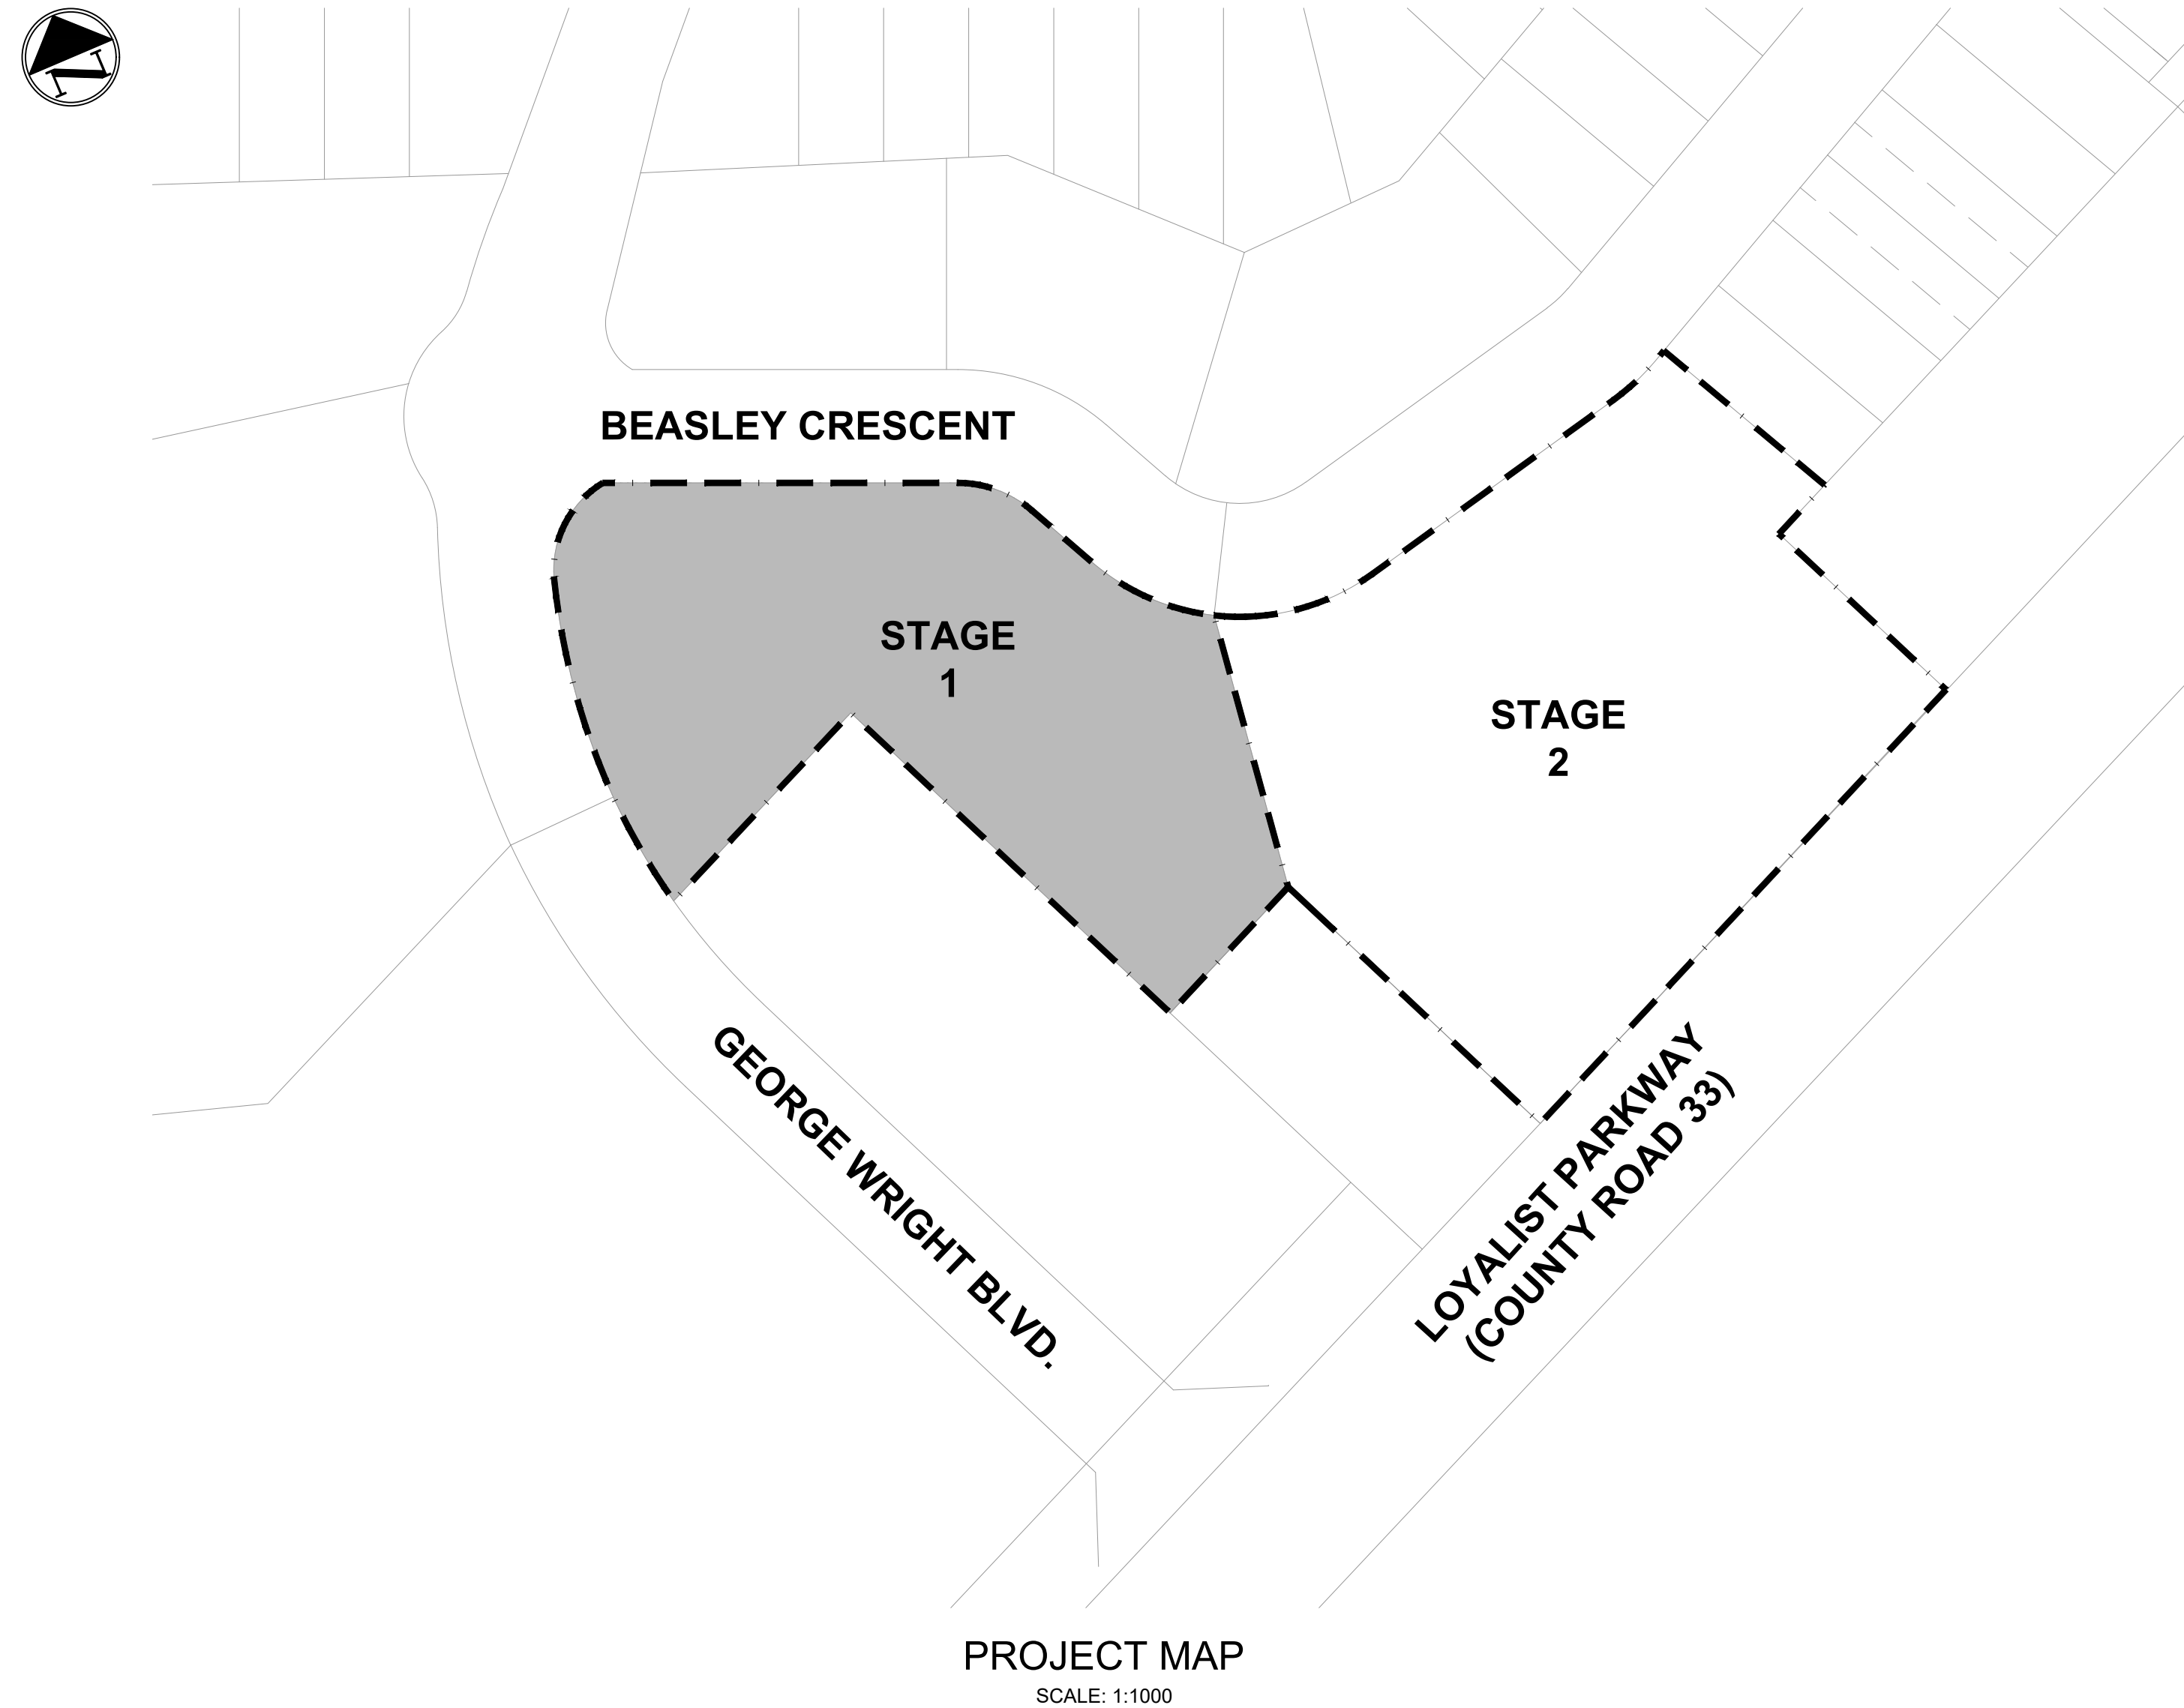 N
BEASLEY CRESCENT
STAGE
1
STAGE
2
GEORGE WRIGHT BLVD.
LOYALIST PARKWAY
(COUNTY ROAD 33)
PROJECT MAP
SCALE: 1:1000